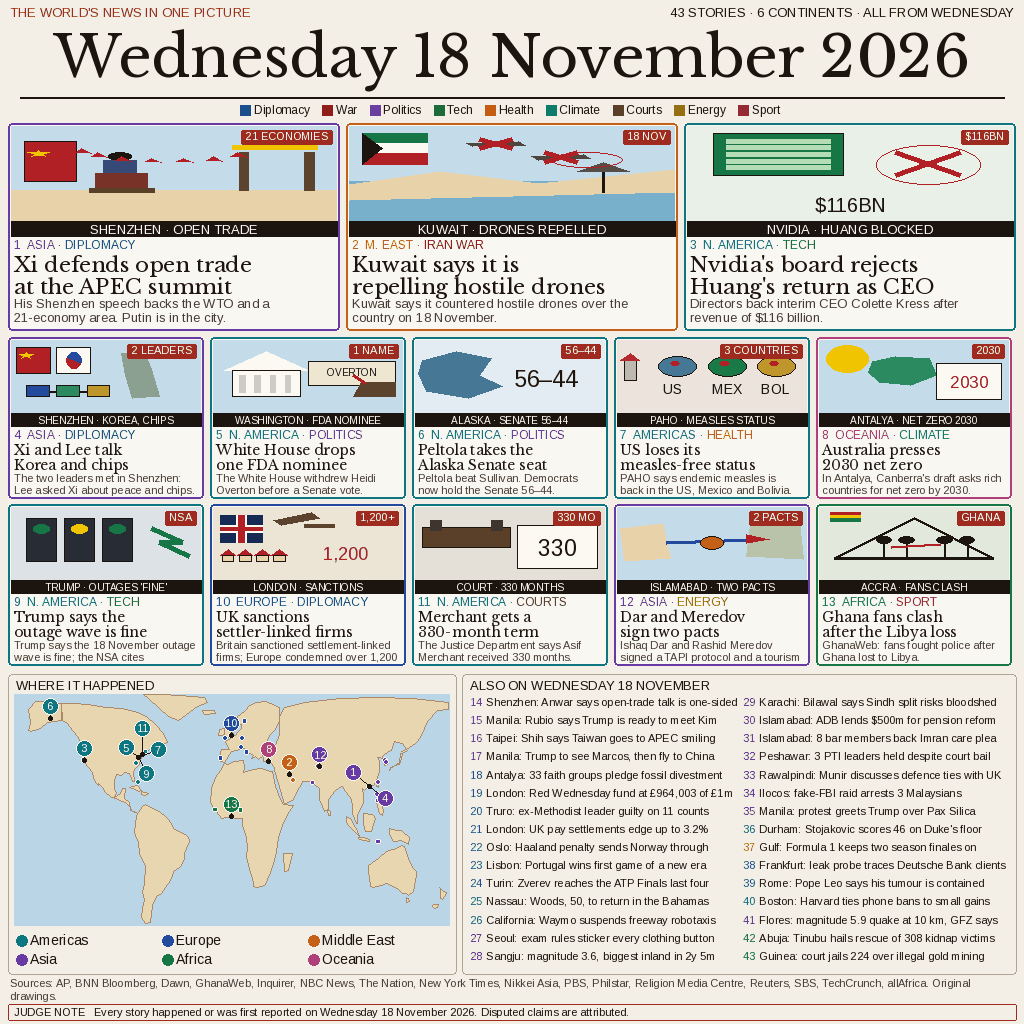 THE WORLD'S NEWS IN ONE PICTURE
43 STORIES · 6 CONTINENTS · ALL FROM WEDNESDAY
Wednesday 18 November 2026
Diplomacy War Politics Tech Health Climate Courts Energy Sport
21 ECONOMIES
SHENZHEN · OPEN TRADE
1 ASIA · DIPLOMACY
Xi defends open trade
at the APEC summit
His Shenzhen speech backs the WTO and a
21-economy area. Putin is in the city.
18 NOV
KUWAIT · DRONES REPELLED
2 M. EAST · IRAN WAR
Kuwait says it is
repelling hostile drones
Kuwait says it countered hostile drones over the
country on 18 November.
$116BN
$116BN
NVIDIA · HUANG BLOCKED
3 N. AMERICA · TECH
Nvidia's board rejects
Huang's return as CEO
Directors back interim CEO Colette Kress after
revenue of $116 billion.
2 LEADERS
SHENZHEN · KOREA, CHIPS
4 ASIA · DIPLOMACY
Xi and Lee talk
Korea and chips
The two leaders met in Shenzhen:
Lee asked Xi about peace and chips.
1 NAME
OVERTON
WASHINGTON · FDA NOMINEE
5 N. AMERICA · POLITICS
White House drops
one FDA nominee
The White House withdrew Heidi
Overton before a Senate vote.
56–44
56–44
ALASKA · SENATE 56–44
6 N. AMERICA · POLITICS
Peltola takes the
Alaska Senate seat
Peltola beat Sullivan. Democrats
now hold the Senate 56–44.
3 COUNTRIES
US MEX BOL
PAHO · MEASLES STATUS
7 AMERICAS · HEALTH
US loses its
measles-free status
PAHO says endemic measles is
back in the US, Mexico and Bolivia.
2030
2030
ANTALYA · NET ZERO 2030
8 OCEANIA · CLIMATE
Australia presses
2030 net zero
In Antalya, Canberra's draft asks rich
countries for net zero by 2030.
NSA
TRUMP · OUTAGES 'FINE'
9 N. AMERICA · TECH
Trump says the
outage wave is fine
Trump says the 18 November outage
wave is fine; the NSA cites
1,200+
1,200
LONDON · SANCTIONS
10 EUROPE · DIPLOMACY
UK sanctions
settler-linked firms
Britain sanctioned settlement-linked
firms; Europe condemned over 1,200
330 MO
330
COURT · 330 MONTHS
11 N. AMERICA · COURTS
Merchant gets a
330-month term
The Justice Department says Asif
Merchant received 330 months.
2 PACTS
ISLAMABAD · TWO PACTS
12 ASIA · ENERGY
Dar and Meredov
sign two pacts
Ishaq Dar and Rashid Meredov
signed a TAPI protocol and a tourism
GHANA
ACCRA · FANS CLASH
13 AFRICA · SPORT
Ghana fans clash
after the Libya loss
GhanaWeb: fans fought police after
Ghana lost to Libya.
WHERE IT HAPPENED
6
11
3
5
7
9
10
8
2
12
1
4
13
Americas Europe Middle East
Asia Africa Oceania
ALSO ON WEDNESDAY 18 NOVEMBER
14 Shenzhen: Anwar says open-trade talk is one-sided
15 Manila: Rubio says Trump is ready to meet Kim
16 Taipei: Shih says Taiwan goes to APEC smiling
17 Manila: Trump to see Marcos, then fly to China
18 Antalya: 33 faith groups pledge fossil divestment
19 London: Red Wednesday fund at £964,003 of £1m
20 Truro: ex-Methodist leader guilty on 11 counts
21 London: UK pay settlements edge up to 3.2%
22 Oslo: Haaland penalty sends Norway through
23 Lisbon: Portugal wins first game of a new era
24 Turin: Zverev reaches the ATP Finals last four
25 Nassau: Woods, 50, to return in the Bahamas
26 California: Waymo suspends freeway robotaxis
27 Seoul: exam rules sticker every clothing button
28 Sangju: magnitude 3.6, biggest inland in 2y 5m
29 Karachi: Bilawal says Sindh split risks bloodshed
30 Islamabad: ADB lends $500m for pension reform
31 Islamabad: 8 bar members back Imran care plea
32 Peshawar: 3 PTI leaders held despite court bail
33 Rawalpindi: Munir discusses defence ties with UK
34 Ilocos: fake-FBI raid arrests 3 Malaysians
35 Manila: protest greets Trump over Pax Silica
36 Durham: Stojakovic scores 46 on Duke's floor
37 Gulf: Formula 1 keeps two season finales on
38 Frankfurt: leak probe traces Deutsche Bank clients
39 Rome: Pope Leo says his tumour is contained
40 Boston: Harvard ties phone bans to small gains
41 Flores: magnitude 5.9 quake at 10 km, GFZ says
42 Abuja: Tinubu hails rescue of 308 kidnap victims
43 Guinea: court jails 224 over illegal gold mining
Sources: AP, BNN Bloomberg, Dawn, GhanaWeb, Inquirer, NBC News, The Nation, New York Times, Nikkei Asia, PBS, Philstar, Religion Media Centre, Reuters, SBS, TechCrunch, allAfrica. Original
drawings.
JUDGE NOTE Every story happened or was first reported on Wednesday 18 November 2026. Disputed claims are attributed.